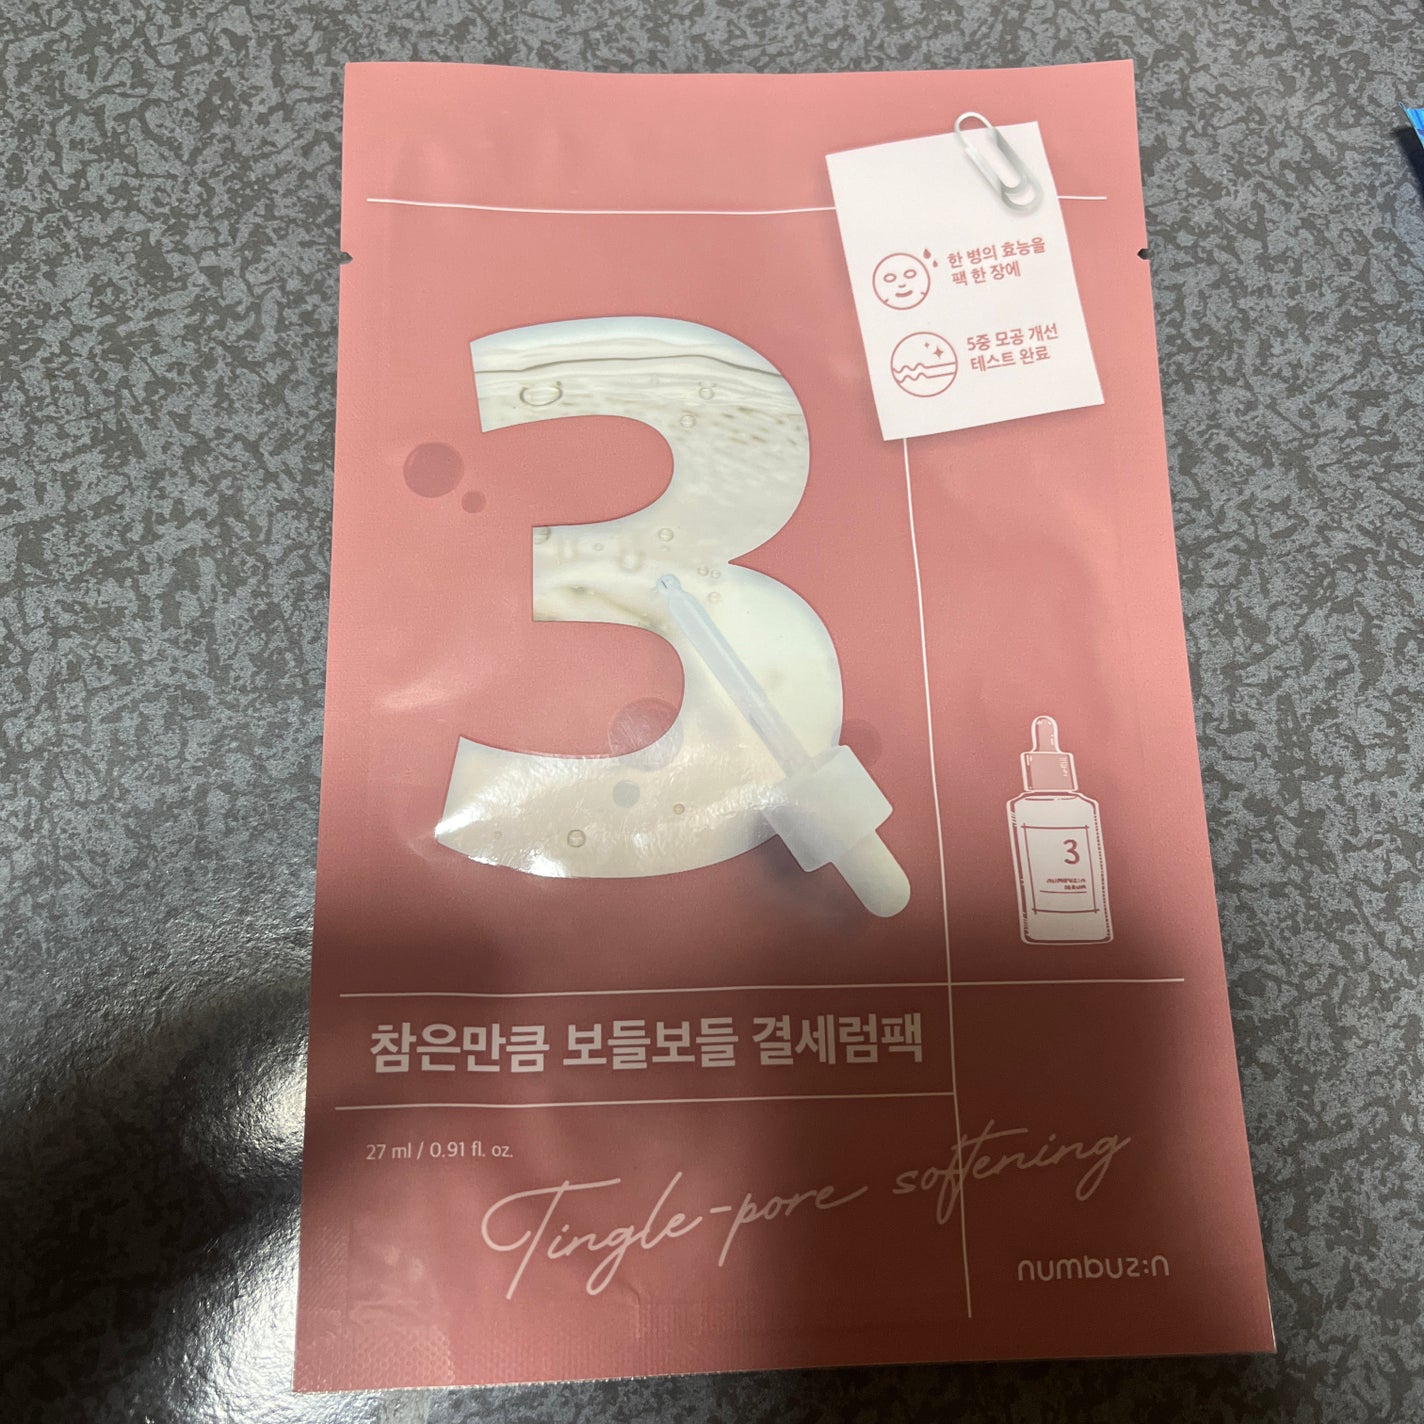 한 병의 효능을
팩 한 장에
5중 모공 개선
테스트 완료
3
3
numbuz:n
SERUM
참은만큼 보들보들 결세럼팩
27 ml / 0.91 fl. oz.
Tingle-pore softening
numbuz:n